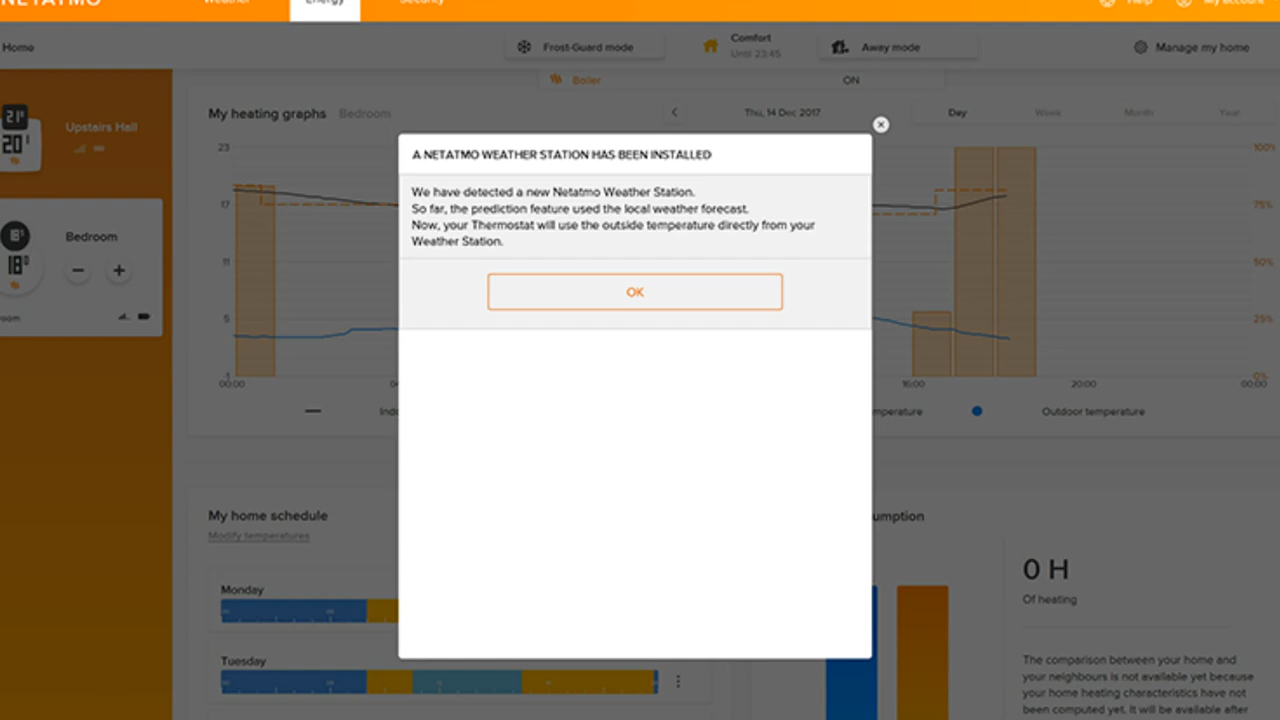 NETATMO
Weather
Energy
Security
Help
My account
Home
Frost-Guard mode
Comfort
Until 23:45
Away mode
Manage my home
Boiler
ON
My heating graphs
Bedroom
Thu, 14 Dec 2017
Day
Week
Month
Year
21°
20
Upstairs Hall
18°
Bedroom
- +
23
17
11
5
100%
75%
50%
25%
0%
00:00
16:00
20:00
00:00
Outdoor temperature
A NETATMO WEATHER STATION HAS BEEN INSTALLED
We have detected a new Netatmo Weather Station.
So far, the prediction feature used the local weather forecast.
Now, your Thermostat will use the outside temperature directly from your
Weather Station.
OK
My home schedule
Modify temperatures
Monday
Tuesday
0 H
Of heating
The comparison between your home and
your neighbours is not available yet because
your home heating characteristics have not
been computed yet. It will be available after